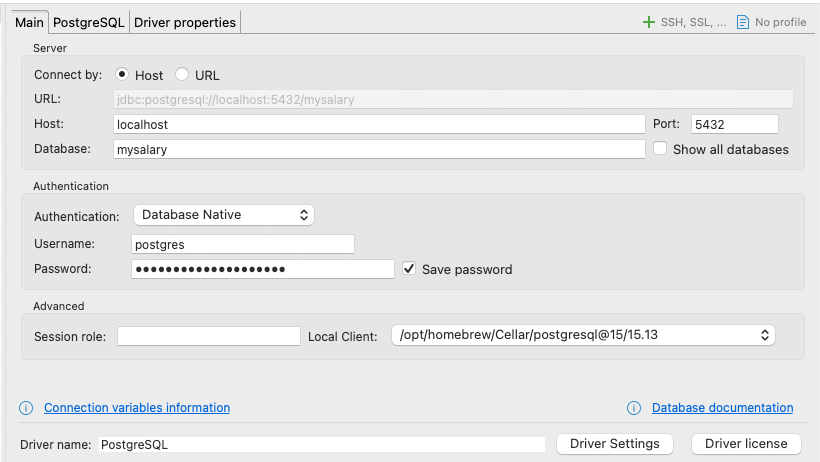 Main PostgreSQL Driver properties SSH, SSL, ... No profile
Server
Connect by: Host URL
URL: jdbc:postgresql://localhost:5432/mysalary
Host: localhost Port: 5432
Database: mysalary Show all databases
Authentication
Authentication: Database Native
Username: postgres
Password: ●●●●●●●●●●●●●●●●●●●● Save password
Advanced
Session role: Local Client: /opt/homebrew/Cellar/postgresql@15/15.13
Connection variables information Database documentation
Driver name: PostgreSQL Driver Settings Driver license